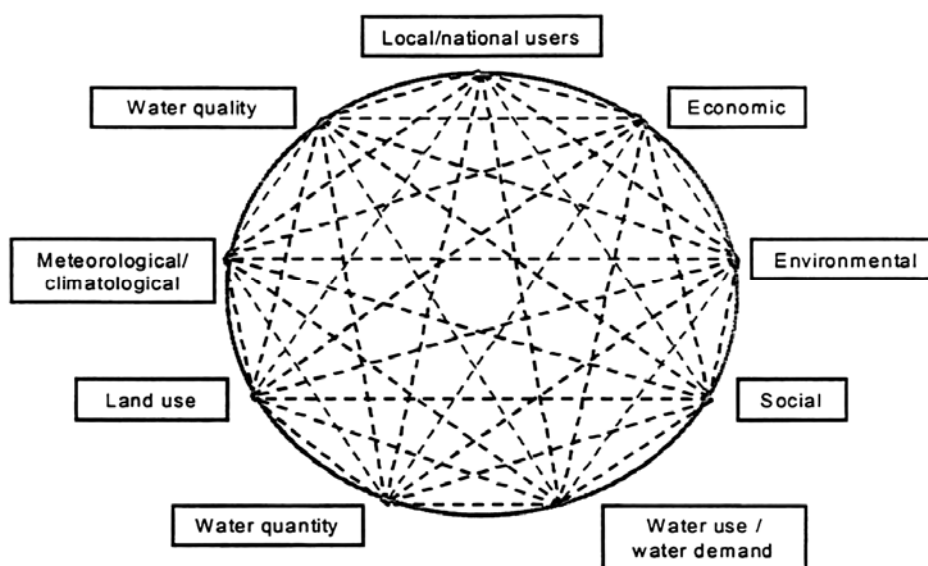 Local/national users
Water quality
Economic
Meteorological/
climatological
Environmental
Land use
Social
Water quantity
Water use /
water demand